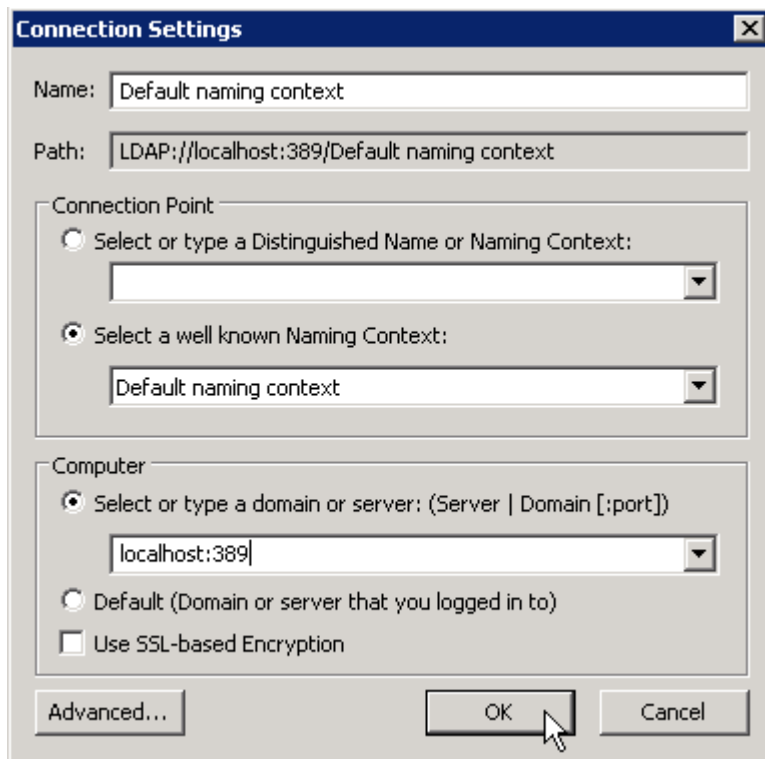 Connection Settings
Name: Default naming context
Path: LDAP://localhost:389/Default naming context
Connection Point
Select or type a Distinguished Name or Naming Context:
Select a well known Naming Context:
Default naming context
Computer
Select or type a domain or server: (Server | Domain [:port])
localhost:389
Default (Domain or server that you logged in to)
Use SSL-based Encryption
Advanced... OK Cancel